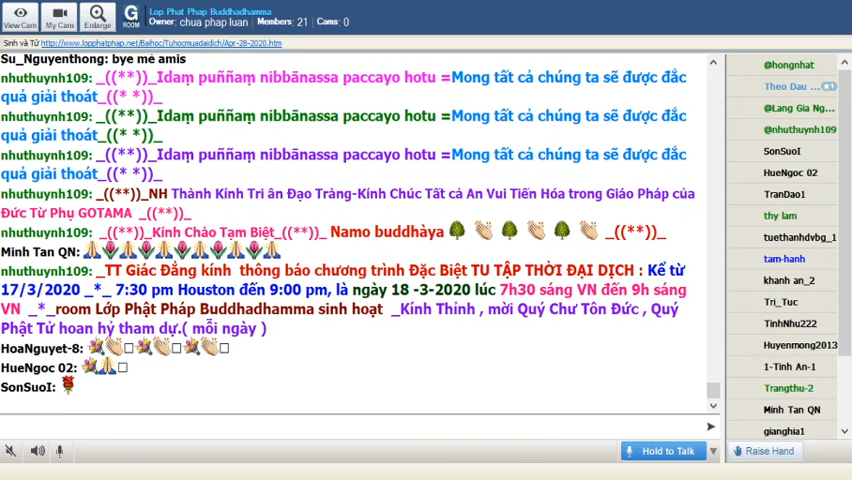 Lop Phat Phap Buddhadhamma
Owner: chua phap luan Members: 21 Cams: 0
View Cam My Cam Enlarge G ROOM
Sinh và Tử http://www.lopphatphap.net/Baihoc/Tuhocmuadaidich/Apr-28-2020.htm
Su_Nguyenthong: bye mé amis
nhuthuynh109: _((**))_Idaṃ puññaṃ nibbānassa paccayo hotu =Mong tất cả chúng ta sẽ được đắc
quả giải thoát_((* *))_
nhuthuynh109: _((**))_Idaṃ puññaṃ nibbānassa paccayo hotu =Mong tất cả chúng ta sẽ được đắc
quả giải thoát_((* *))_
nhuthuynh109: _((**))_Idaṃ puññaṃ nibbānassa paccayo hotu =Mong tất cả chúng ta sẽ được đắc
quả giải thoát_((* *))_
nhuthuynh109: _((**))_NH Thành Kính Tri ân Đạo Tràng-Kính Chúc Tất cả An Vui Tiến Hóa trong Giáo Pháp của
Đức Từ Phụ GOTAMA _((**))_
nhuthuynh109: _((**))_Kính Chào Tạm Biệt_((**))_ Namo buddhàya 🌳 👏 🌳 👏 🌳 👏 _((**))_
Minh Tan QN: 🙏🌷🙏🌷🙏🌷🙏🌷🙏🌷🙏
nhuthuynh109: _TT Giác Đẳng kính thông báo chương trình Đặc Biệt TU TẬP THỜI ĐẠI DỊCH : Kể từ
17/3/2020 _*_ 7:30 pm Houston đến 9:00 pm, là ngày 18 -3-2020 lúc 7h30 sáng VN đến 9h sáng
VN _*_room Lớp Phật Pháp Buddhadhamma sinh hoạt _Kính Thỉnh , mời Quý Chư Tôn Đức , Quý
Phật Tử hoan hỷ tham dự.( mỗi ngày )
HoaNguyet-8: 💐👏□💐👏□💐👏□
HueNgoc 02: 💐🙏□
SonSuoI: 🌹
@hongnhat
Theo Dau ... ★1
@Lang Gia Ng...
@nhuthuynh109
SonSuoI
HueNgoc 02
TranDao1
thy lam
tuethanhdvbg_1
tam-hanh
khanh an_2
Tri_Tuc
TinhNhu222
Huyenmong2013
1-Tinh An-1
Trangthu-2
Minh Tan QN
gianghia1
Hold to Talk Raise Hand